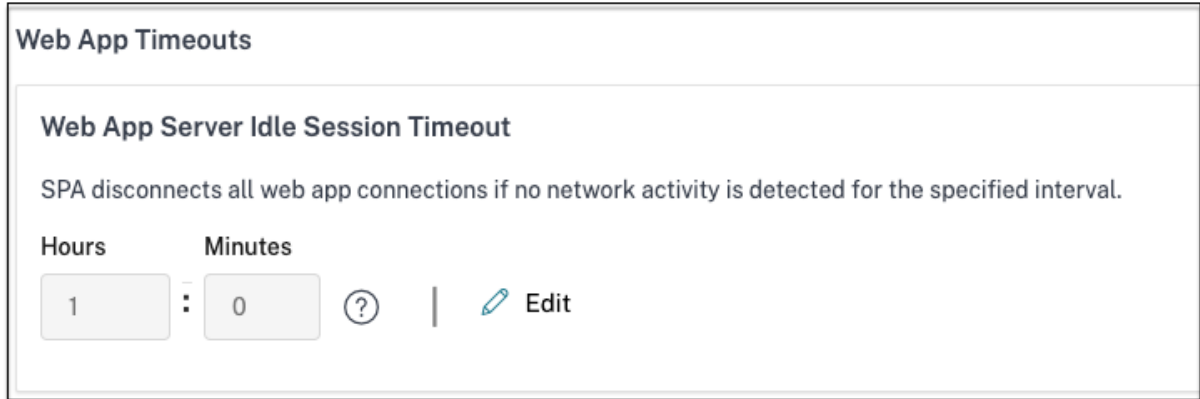 Web App Timeouts
Web App Server Idle Session Timeout
SPA disconnects all web app connections if no network activity is detected for the specified interval.
Hours Minutes
1 : 0 ? | Edit